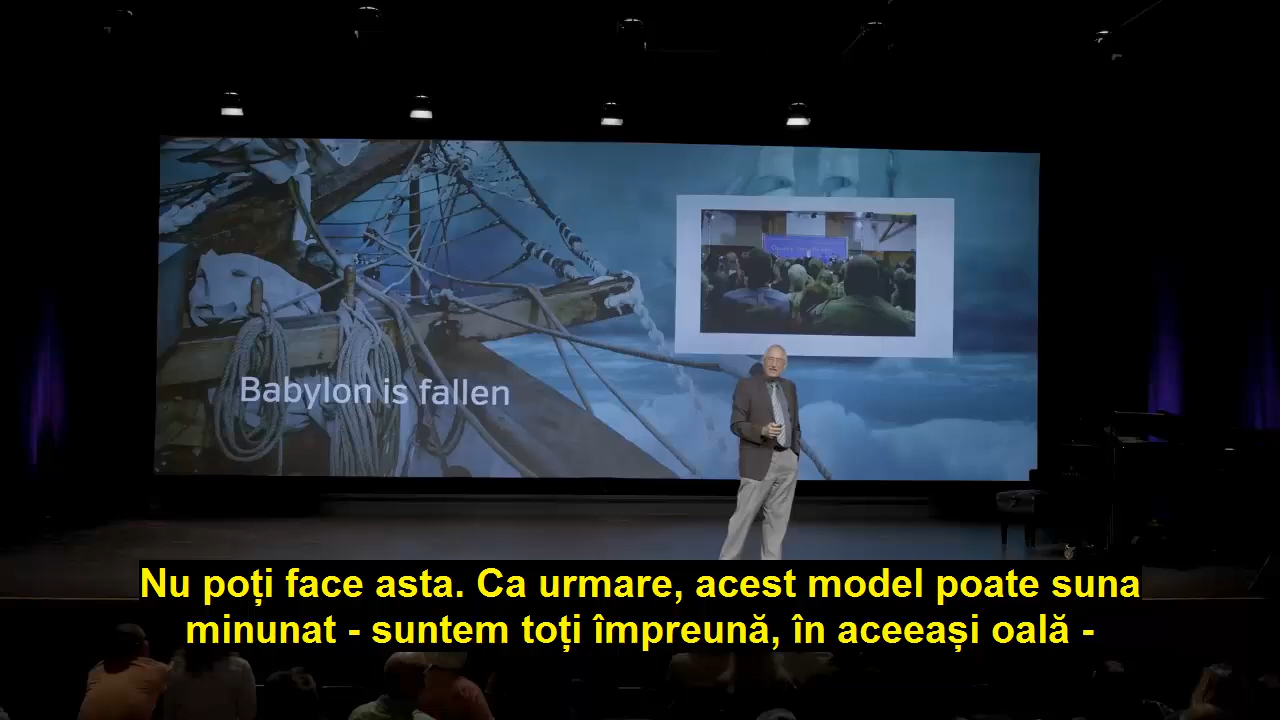 Babylon is fallen
Nu poți face asta. Ca urmare, acest model poate suna
minunat - suntem toți împreună, în aceeași oală -